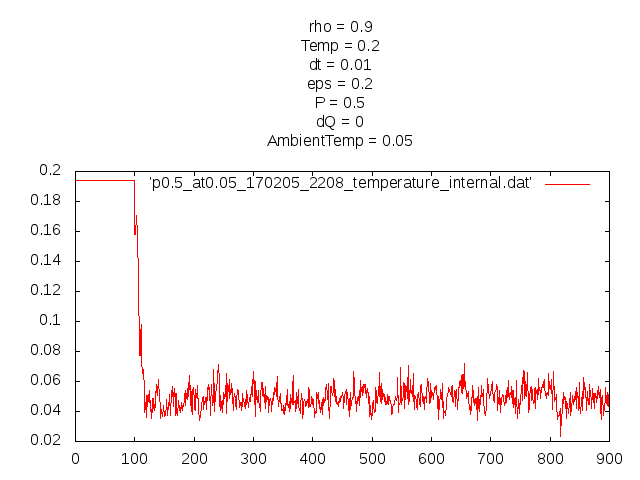 rho = 0.9
Temp = 0.2
dt = 0.01
eps = 0.2
P = 0.5
dQ = 0
AmbientTemp = 0.05
'p0.5_at0.05_170205_2208_temperature_internal.dat'
0.2
0.18
0.16
0.14
0.12
0.1
0.08
0.06
0.04
0.02
0 100 200 300 400 500 600 700 800 900